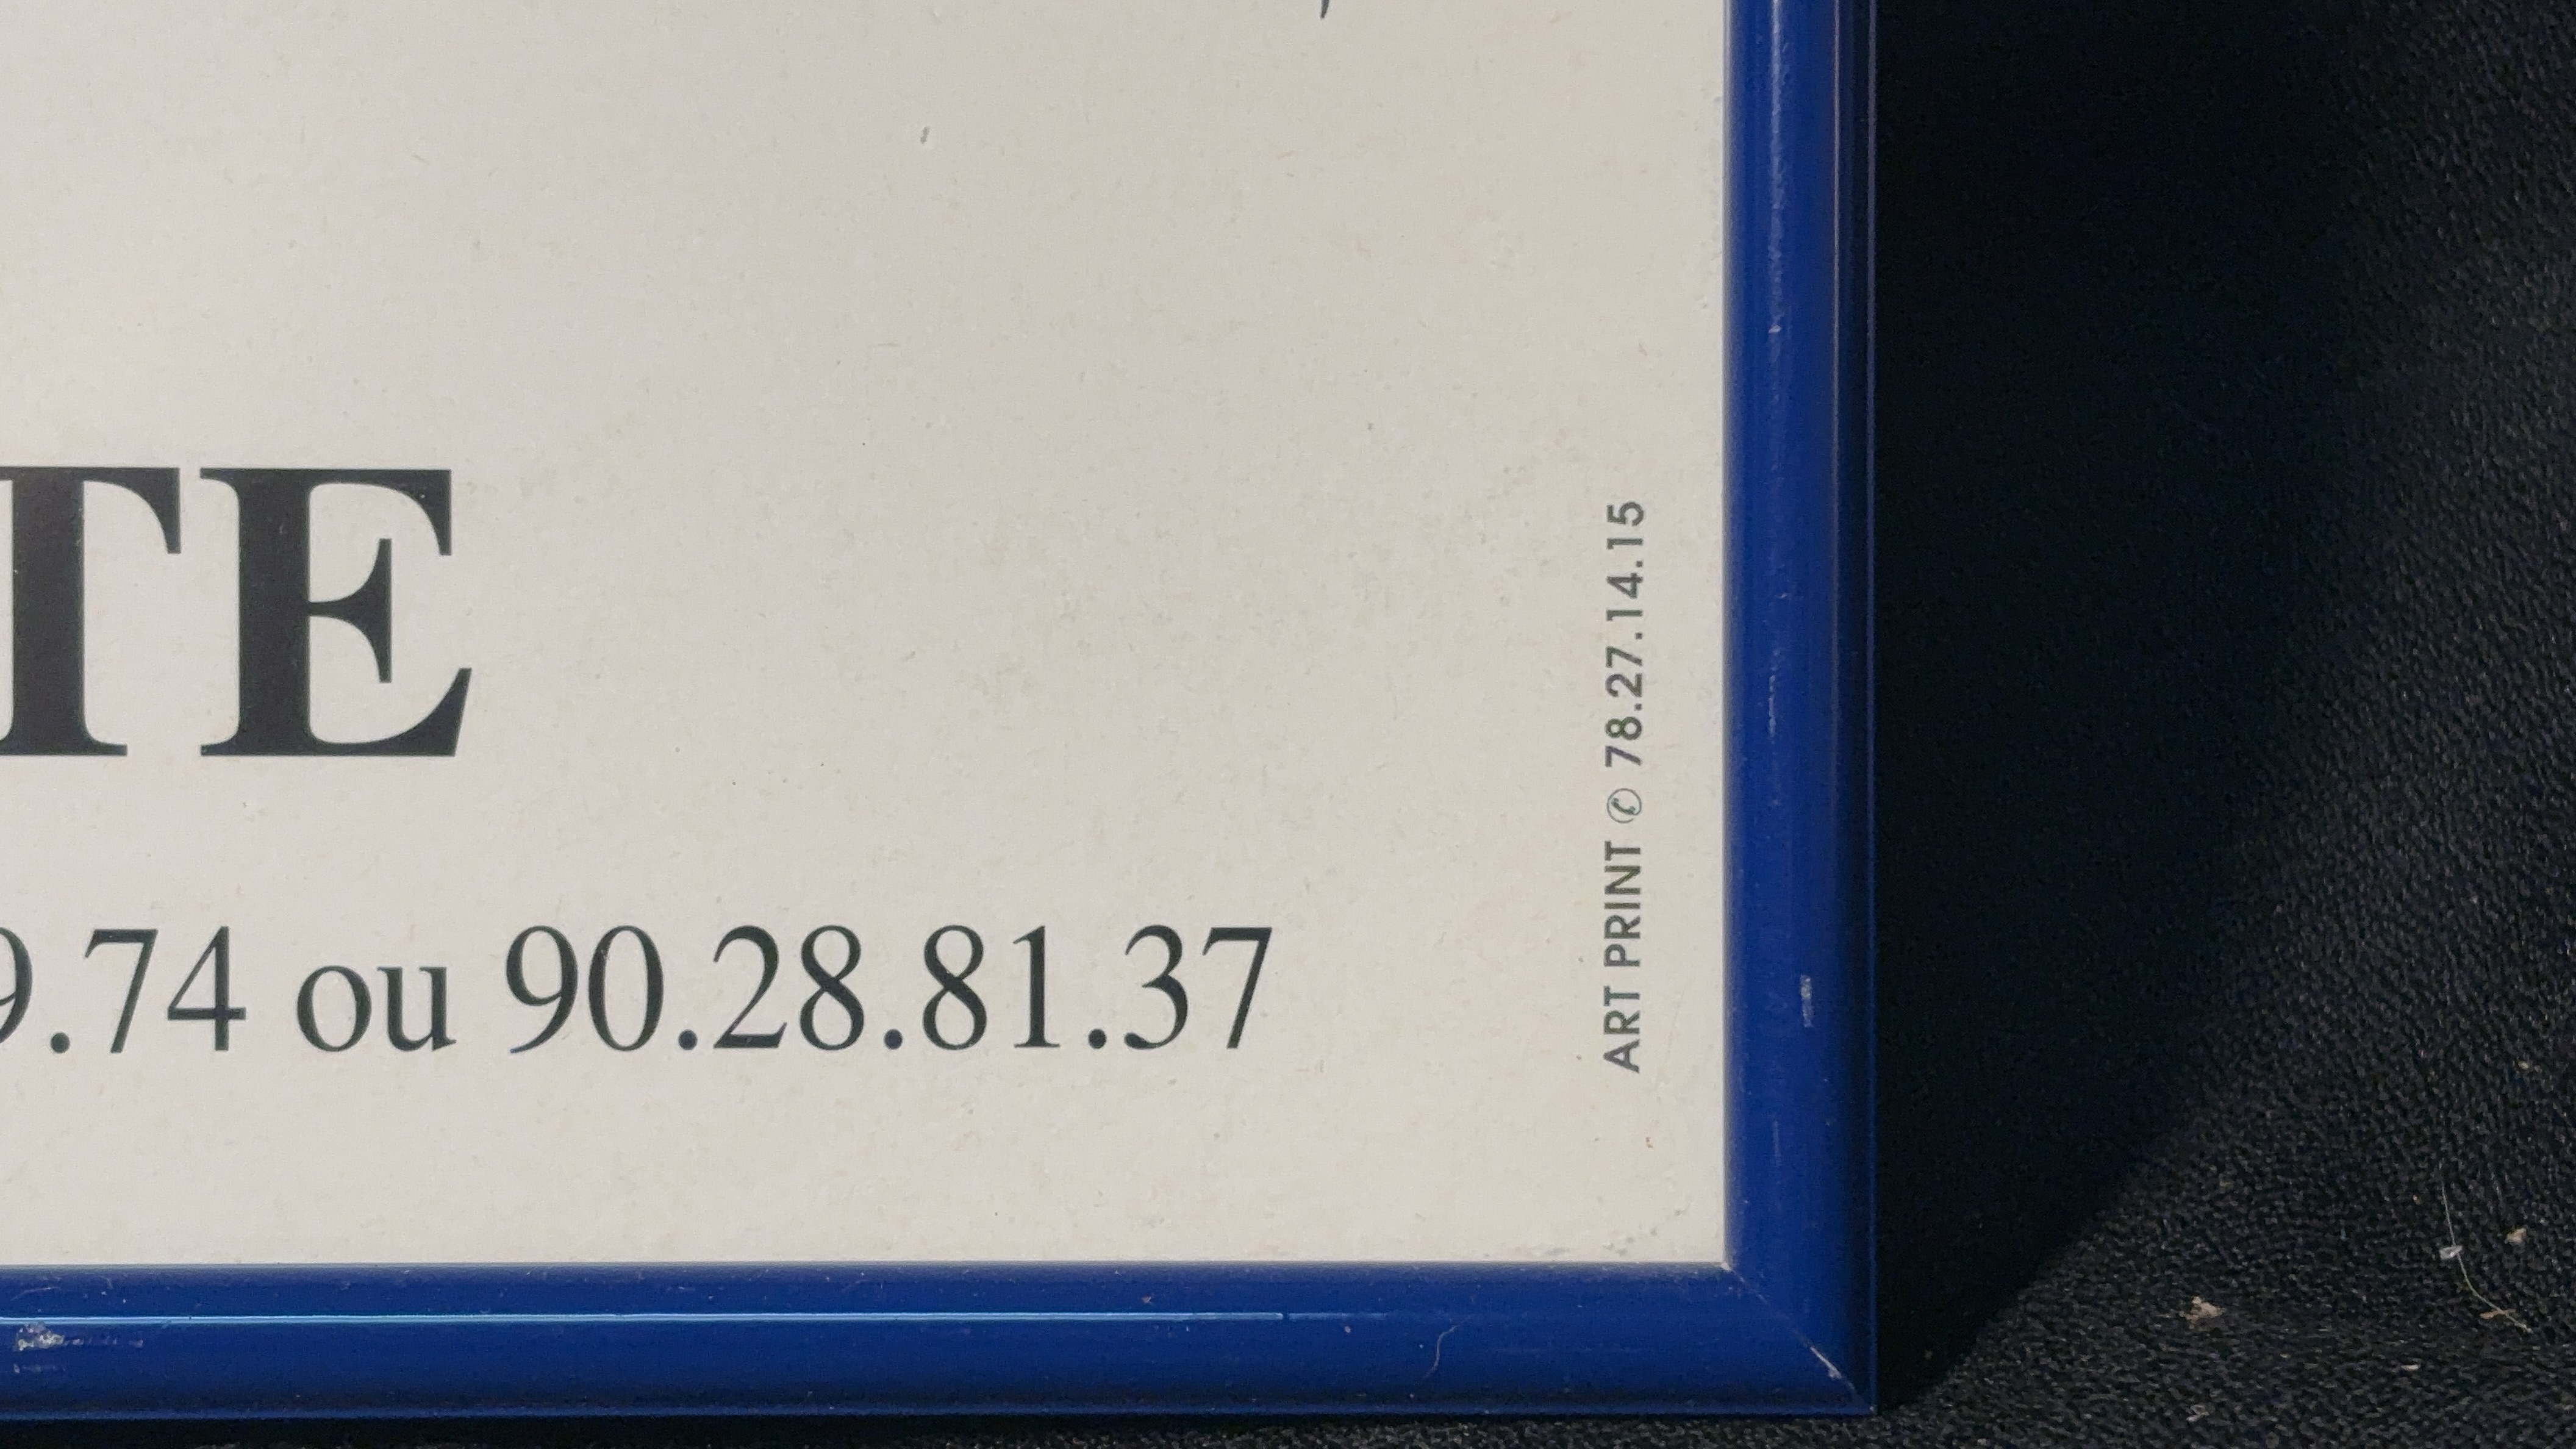 TE
9.74 ou 90.28.81.37
ART PRINT ✆ 78.27.14.15